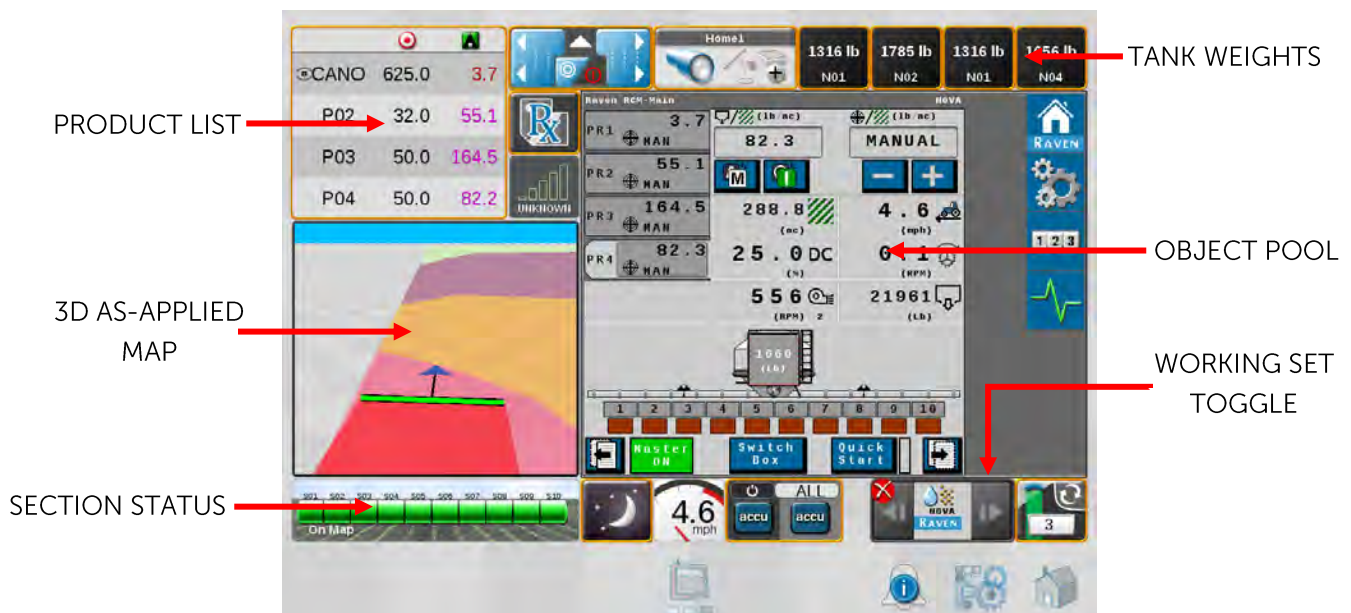 TANK WEIGHTS
PRODUCT LIST
3D AS-APPLIED
MAP
SECTION STATUS
OBJECT POOL
WORKING SET
TOGGLE
CANO 625.0 3.7
P02 32.0 55.1
P03 50.0 164.5
P04 50.0 82.2
Rx
UNKNOWN
Home1
1316 lb 1785 lb 1316 lb 1656 lb
N01 N02 N01 N04
Raven RCM-Main NOVA
PR1 3.7
MAN
PR2 55.1
MAN
PR3 164.5
MAN
PR4 82.3
MAN
(lb/ac) (lb/ac)
82.3 MANUAL
M
288.8 4.6
(ac) (mph)
25.0 DC 0.1
(%) (RPM)
556 21961
(RPM) 2 (Lb)
1060
(Lb)
1 2 3 4 5 6 7 8 9 10
Master
ON
Switch
Box
Quick
Start
RAVEN
1 2 3
S01 S02 S03 S04 S05 S06 S07 S08 S09 S10
On Map
4.6
mph
ALL
accu accu
NOVA
RAVEN
3